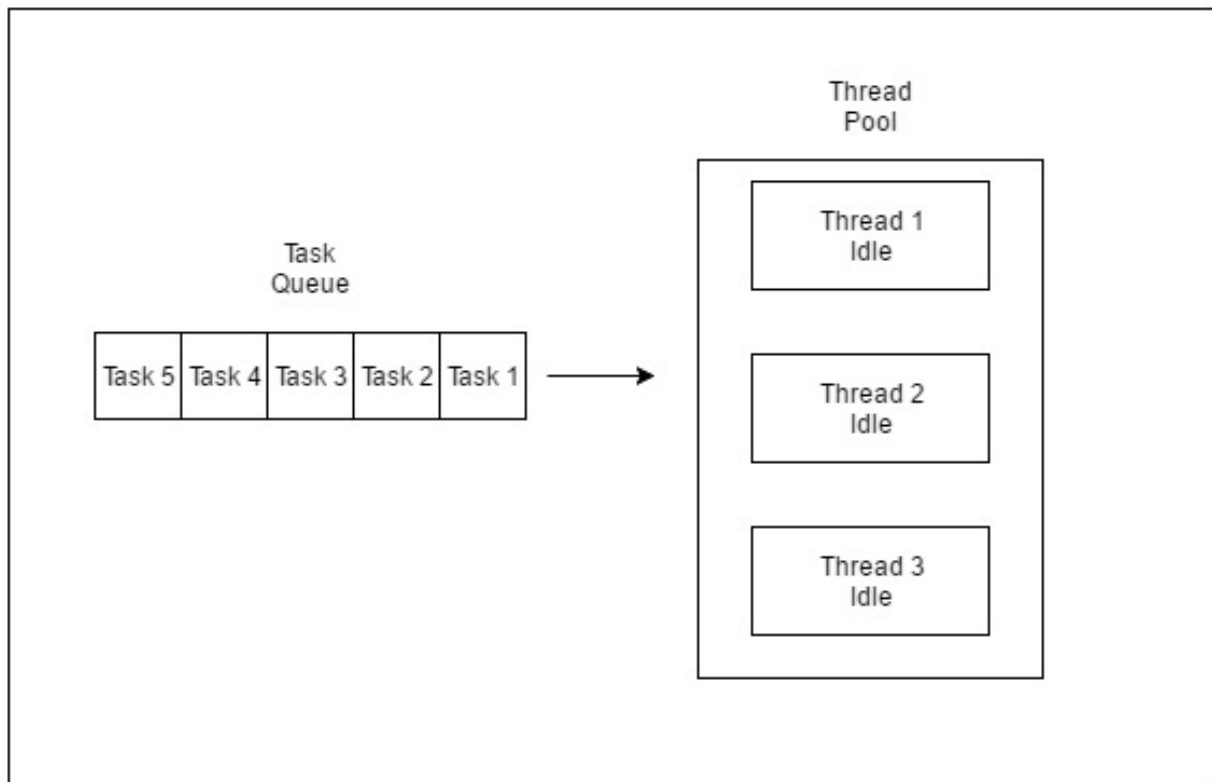 Thread
Pool
Thread 1
Idle
Task
Queue
Task 5 Task 4 Task 3 Task 2 Task 1
Thread 2
Idle
Thread 3
Idle